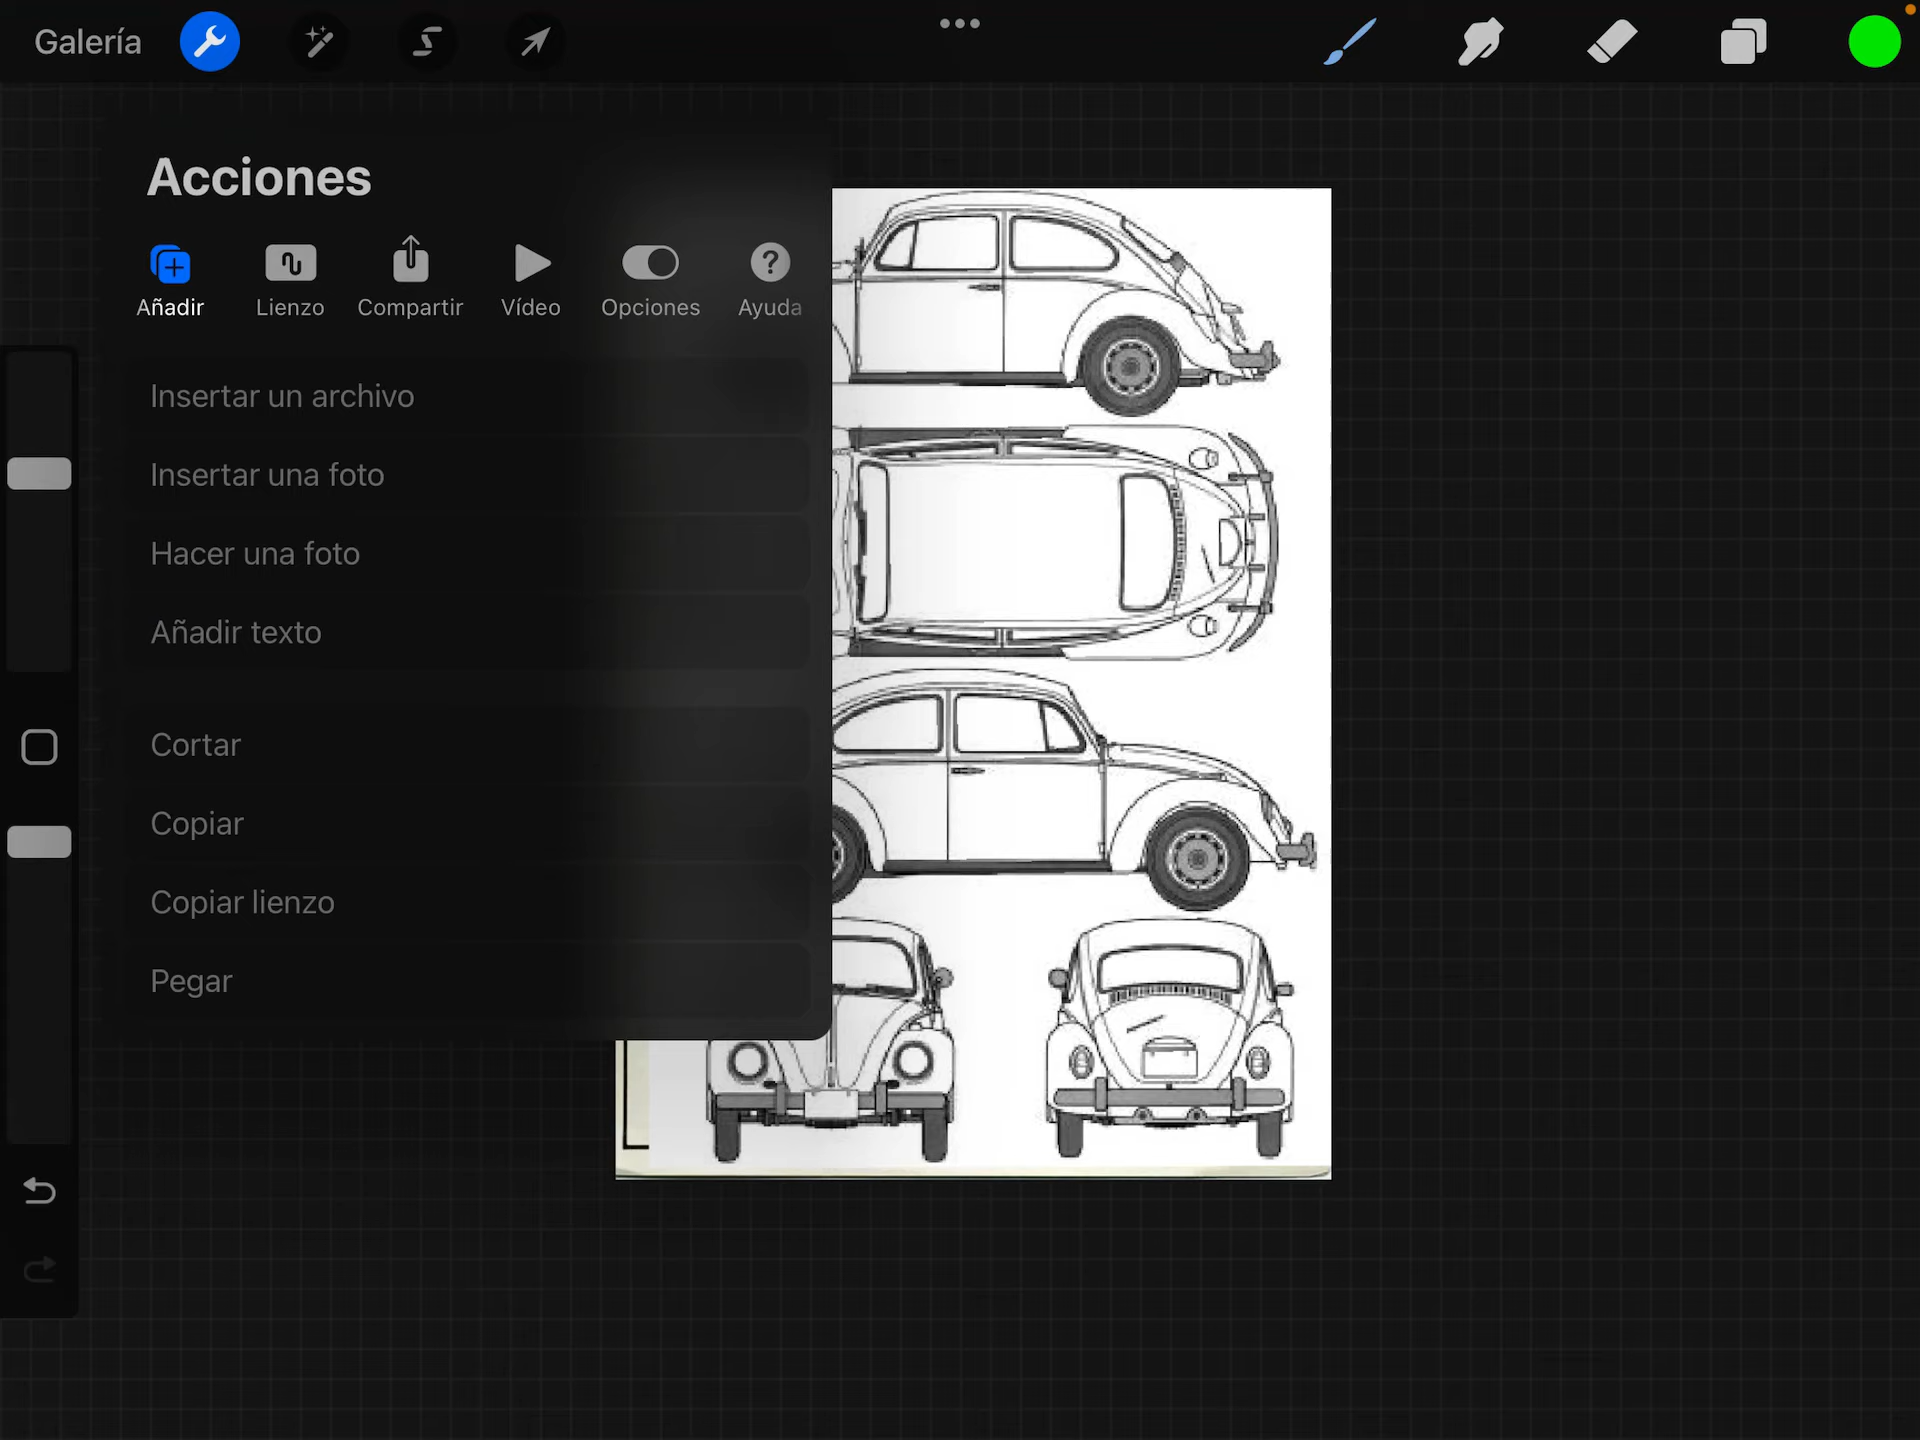 Galería
Acciones
Añadir
Lienzo
Compartir
Vídeo
Opciones
Ayuda
Insertar un archivo
Insertar una foto
Hacer una foto
Añadir texto
Cortar
Copiar
Copiar lienzo
Pegar